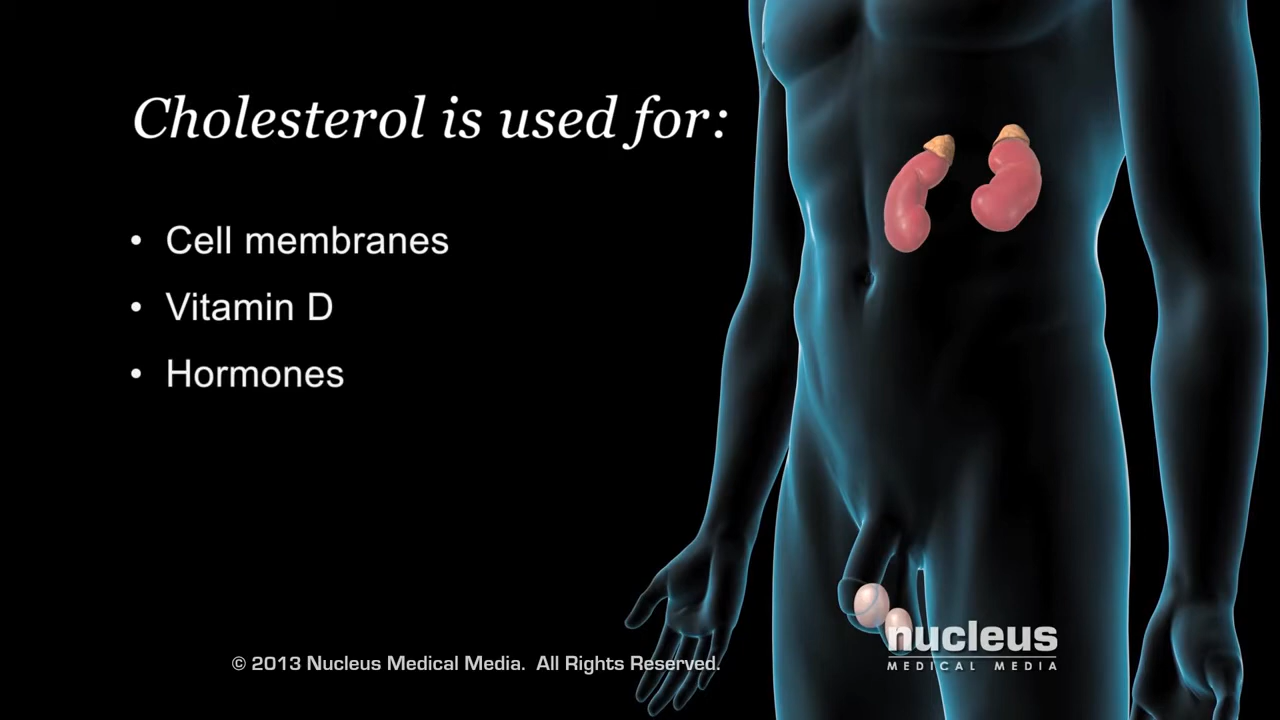 Cholesterol is used for:
• Cell membranes
• Vitamin D
• Hormones
© 2013 Nucleus Medical Media. All Rights Reserved.
nucleus
MEDICAL MEDIA